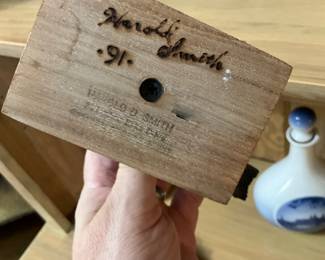 Harold
Smith
.91.
HAROLD D. SMITH